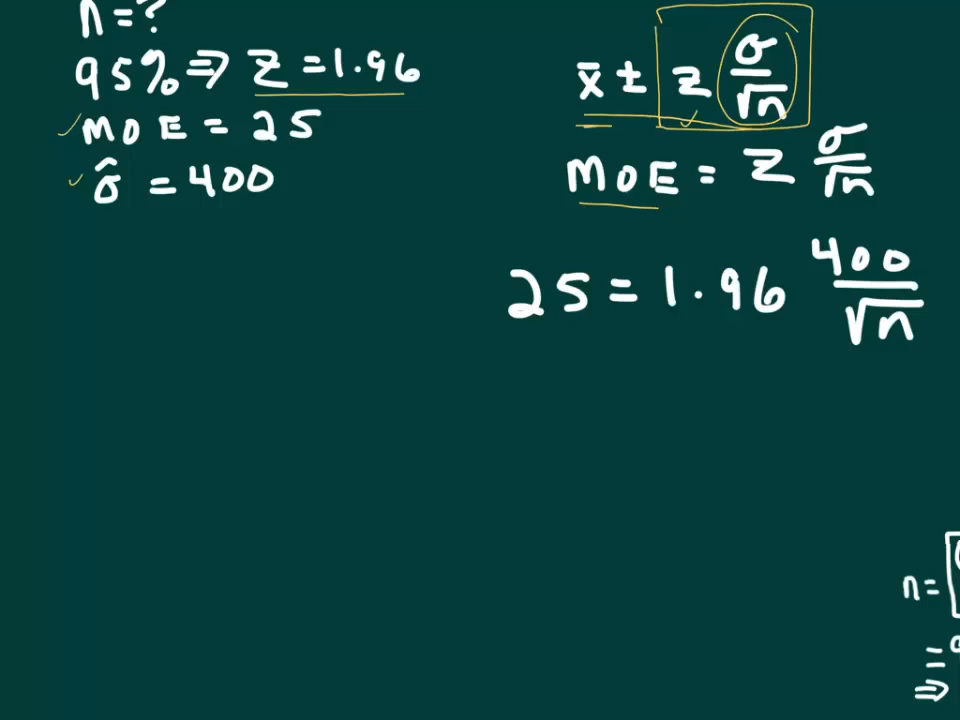 n = ?
95% ⇒ Z = 1.96
MOE = 25
σ̂ = 400
x̄ ± z σ/√n
MOE = Z σ/√n
25 = 1.96 400/√n
n =
=
⇒